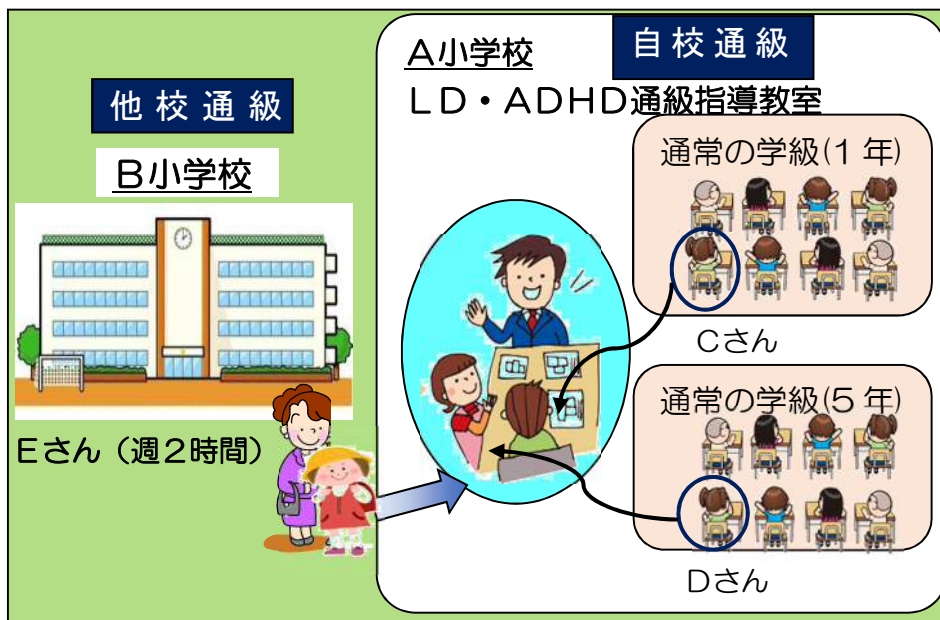 他校通級
B小学校
Eさん（週２時間）
A小学校
自校通級
ＬＤ・ＡＤＨＤ通級指導教室
通常の学級(1年)
Cさん
通常の学級(5年)
Dさん